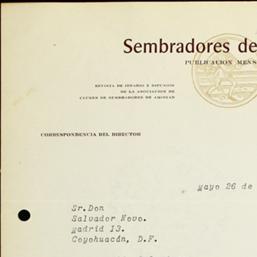 Sembradores de
PUBLICACION MENS
REVISTA DE IDEARIO Y DIFUSION
DE LA ASOCIACION DE
CLUBES DE SEMBRADORES DE AMISTAD
CORRESPONDENCIA DEL DIRECTOR
mayo 26 de
Sr.Don
Salvador Novo.
Madrid 13.
Coyohuacán, D.F.